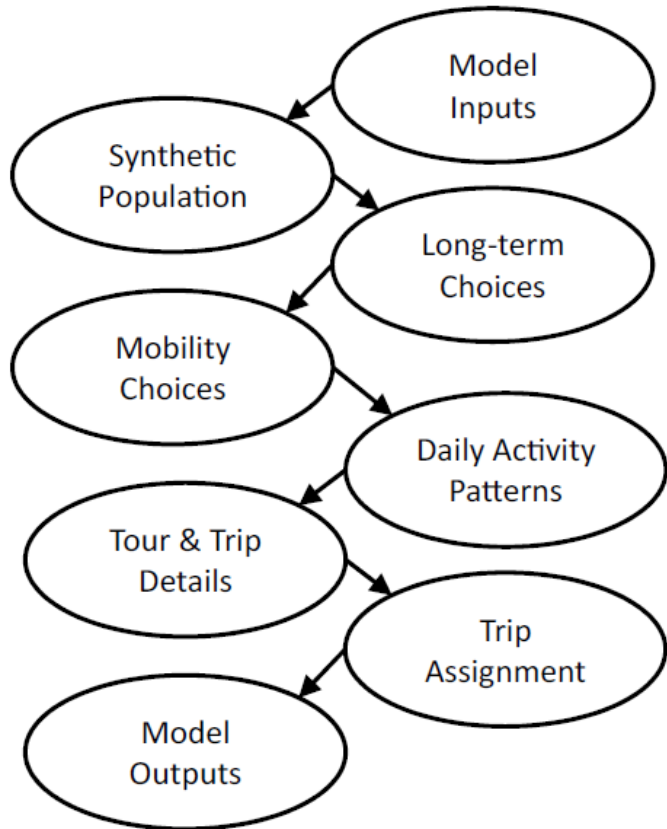 Model
Inputs
Synthetic
Population
Long-term
Choices
Mobility
Choices
Daily Activity
Patterns
Tour & Trip
Details
Trip
Assignment
Model
Outputs